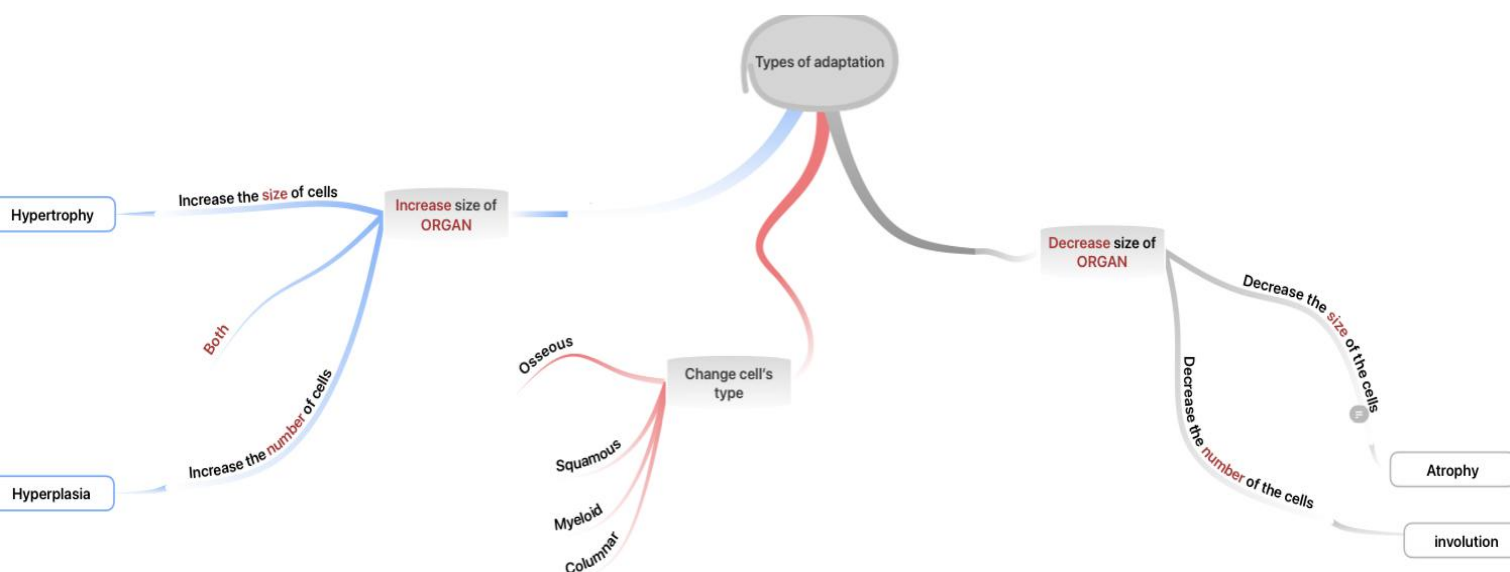 Types of adaptation
Increase size of
ORGAN
Increase the size of cells
Hypertrophy
Both
Increase the number of cells
Hyperplasia
Change cell's
type
Osseous
Squamous
Myeloid
Columnar
Decrease size of
ORGAN
Decrease the size of the cells
Atrophy
Decrease the number of the cells
involution